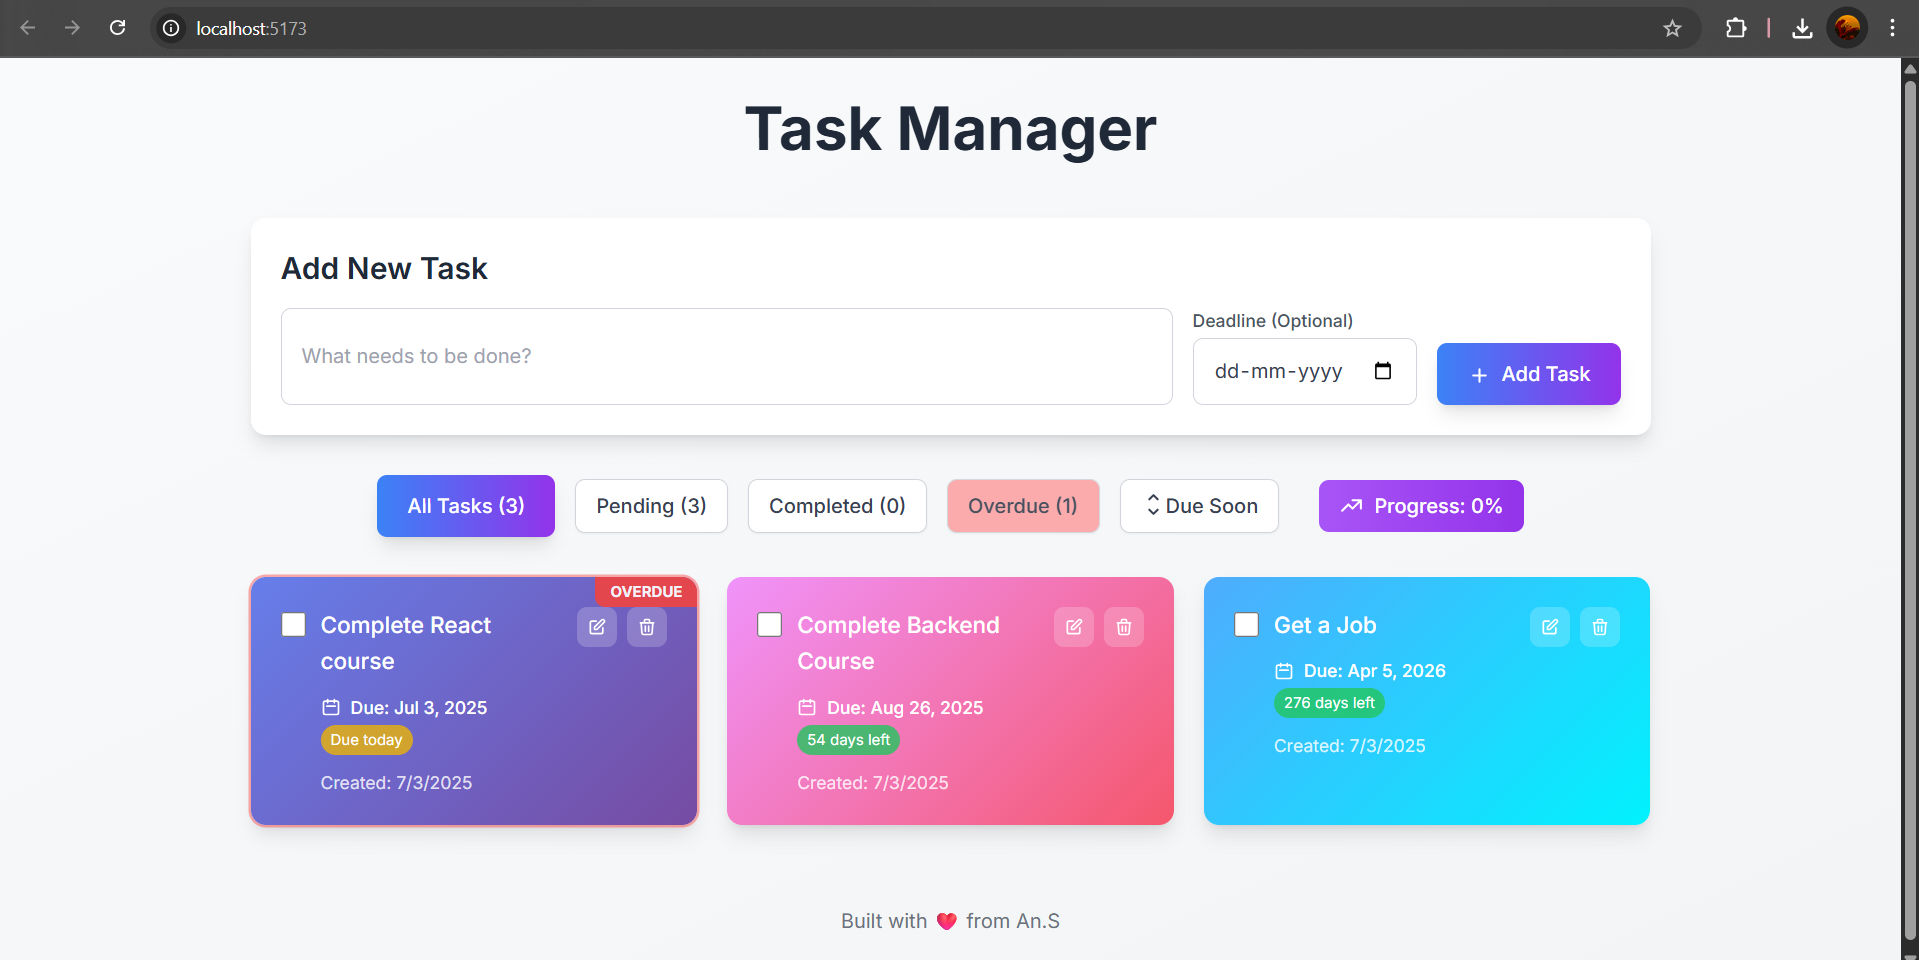 localhost:5173
Task Manager
Add New Task
What needs to be done?
Deadline (Optional)
dd-mm-yyyy
+ Add Task
All Tasks (3)
Pending (3)
Completed (0)
Overdue (1)
Due Soon
Progress: 0%
OVERDUE
Complete React
course
Due: Jul 3, 2025
Due today
Created: 7/3/2025
Complete Backend
Course
Due: Aug 26, 2025
54 days left
Created: 7/3/2025
Get a Job
Due: Apr 5, 2026
276 days left
Created: 7/3/2025
Built with ❤️ from An.S